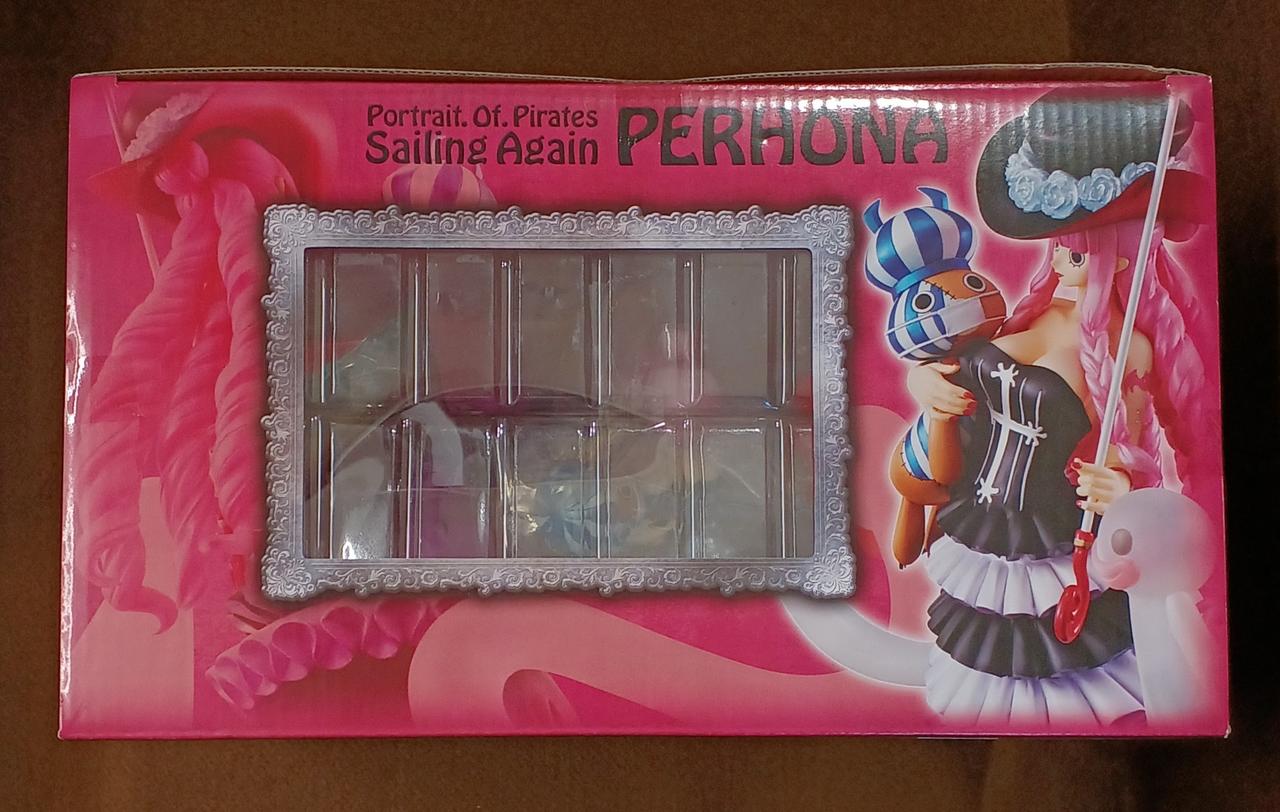 Portrait. Of. Pirates
Sailing Again PERHONA